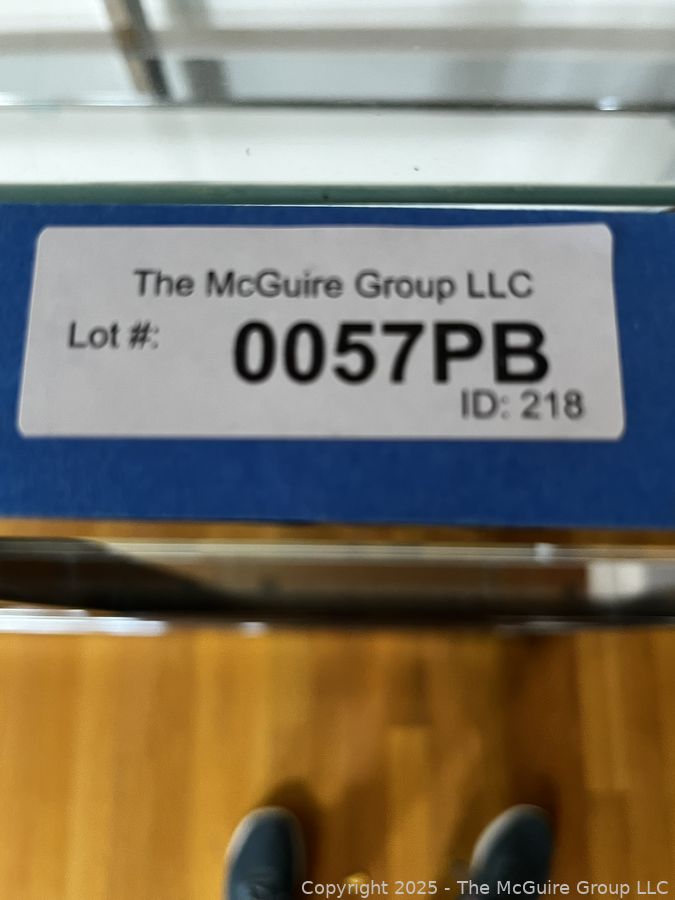 The McGuire Group LLC
Lot #: 0057PB
ID: 218
Copyright 2025 - The McGuire Group LLC